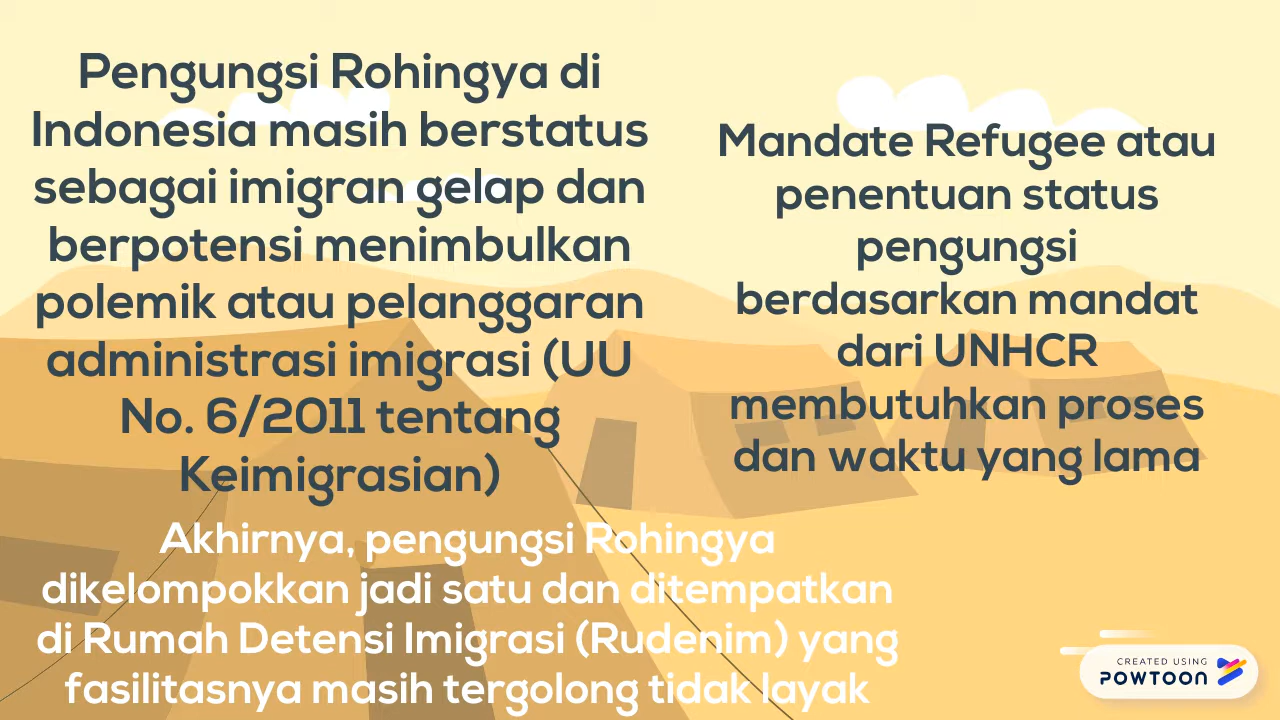 Pengungsi Rohingya di
Indonesia masih berstatus
sebagai imigran gelap dan
berpotensi menimbulkan
polemik atau pelanggaran
administrasi imigrasi (UU
No. 6/2011 tentang
Keimigrasian)
Mandate Refugee atau
penentuan status
pengungsi
berdasarkan mandat
dari UNHCR
membutuhkan proses
dan waktu yang lama
Akhirnya, pengungsi Rohingya
dikelompokkan jadi satu dan ditempatkan
di Rumah Detensi Imigrasi (Rudenim) yang
fasilitasnya masih tergolong tidak layak
CREATED USING
POWTOON